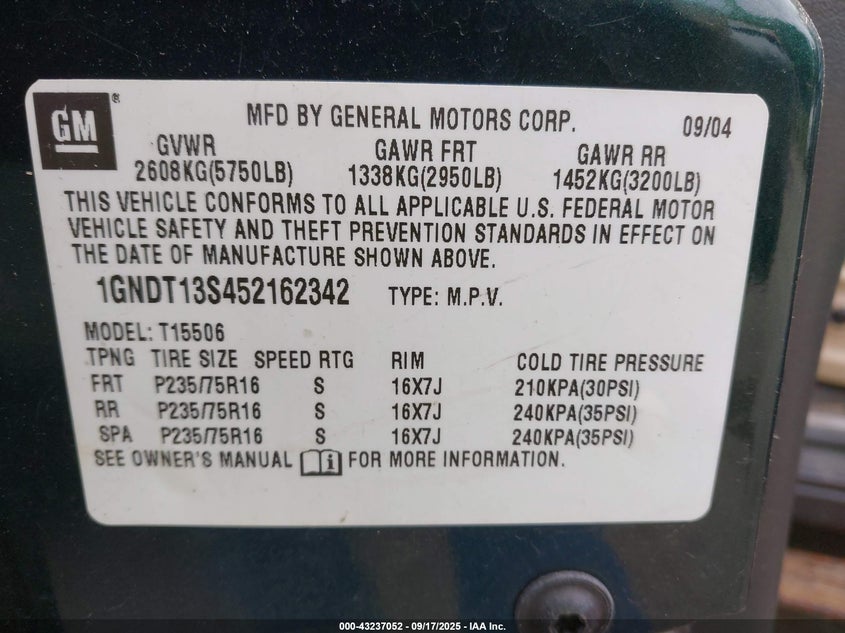 GM ®
MFD BY GENERAL MOTORS CORP. 09/04
GVWR GAWR FRT GAWR RR
2608KG(5750LB) 1338KG(2950LB) 1452KG(3200LB)
THIS VEHICLE CONFORMS TO ALL APPLICABLE U.S. FEDERAL MOTOR
VEHICLE SAFETY AND THEFT PREVENTION STANDARDS IN EFFECT ON
THE DATE OF MANUFACTURE SHOWN ABOVE.
1GNDT13S452162342 TYPE: M.P.V.
MODEL: T15506
TPNG TIRE SIZE SPEED RTG RIM COLD TIRE PRESSURE
FRT P235/75R16 S 16X7J 210KPA(30PSI)
RR P235/75R16 S 16X7J 240KPA(35PSI)
SPA P235/75R16 S 16X7J 240KPA(35PSI)
SEE OWNER'S MANUAL i FOR MORE INFORMATION.
000-43237052 - 09/17/2025 - IAA Inc.